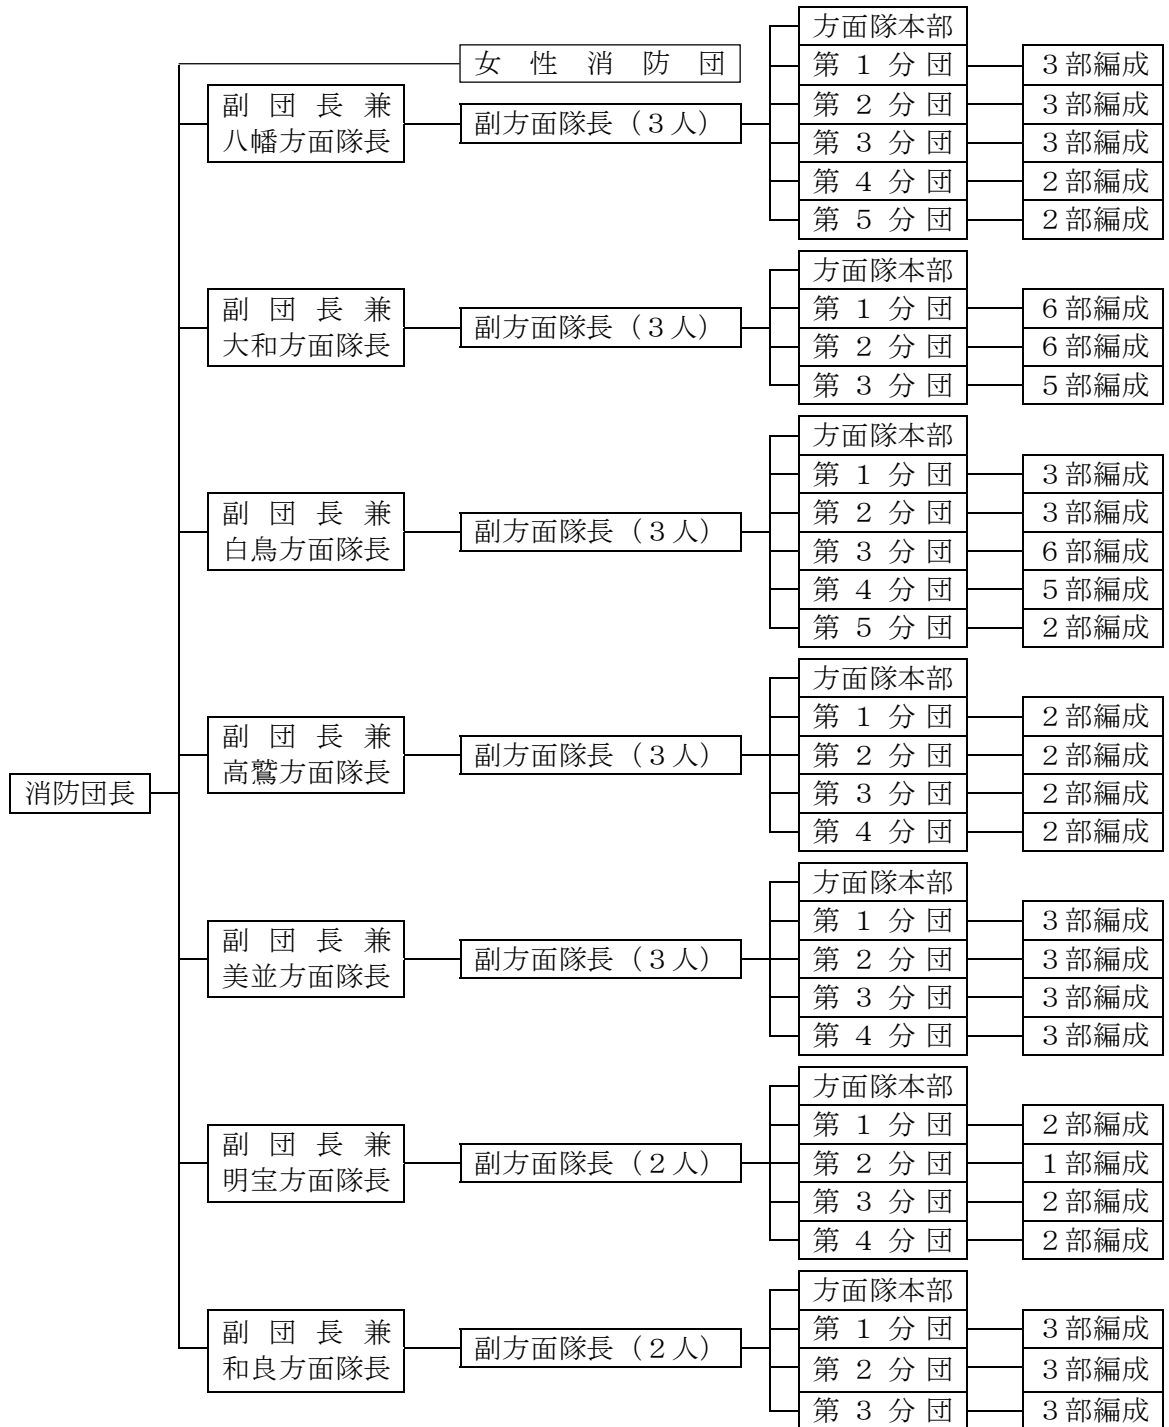 消防団長
女性消防団
副団長兼
八幡方面隊長
副方面隊長（３人）
方面隊本部
第１分団
３部編成
第２分団
３部編成
第３分団
３部編成
第４分団
２部編成
第５分団
２部編成
副団長兼
大和方面隊長
副方面隊長（３人）
方面隊本部
第１分団
６部編成
第２分団
６部編成
第３分団
５部編成
副団長兼
白鳥方面隊長
副方面隊長（３人）
方面隊本部
第１分団
３部編成
第２分団
３部編成
第３分団
６部編成
第４分団
５部編成
第５分団
２部編成
副団長兼
高鷲方面隊長
副方面隊長（３人）
方面隊本部
第１分団
２部編成
第２分団
２部編成
第３分団
２部編成
第４分団
２部編成
副団長兼
美並方面隊長
副方面隊長（３人）
方面隊本部
第１分団
３部編成
第２分団
３部編成
第３分団
３部編成
第４分団
３部編成
副団長兼
明宝方面隊長
副方面隊長（２人）
方面隊本部
第１分団
２部編成
第２分団
１部編成
第３分団
２部編成
第４分団
２部編成
副団長兼
和良方面隊長
副方面隊長（２人）
方面隊本部
第１分団
３部編成
第２分団
３部編成
第３分団
３部編成